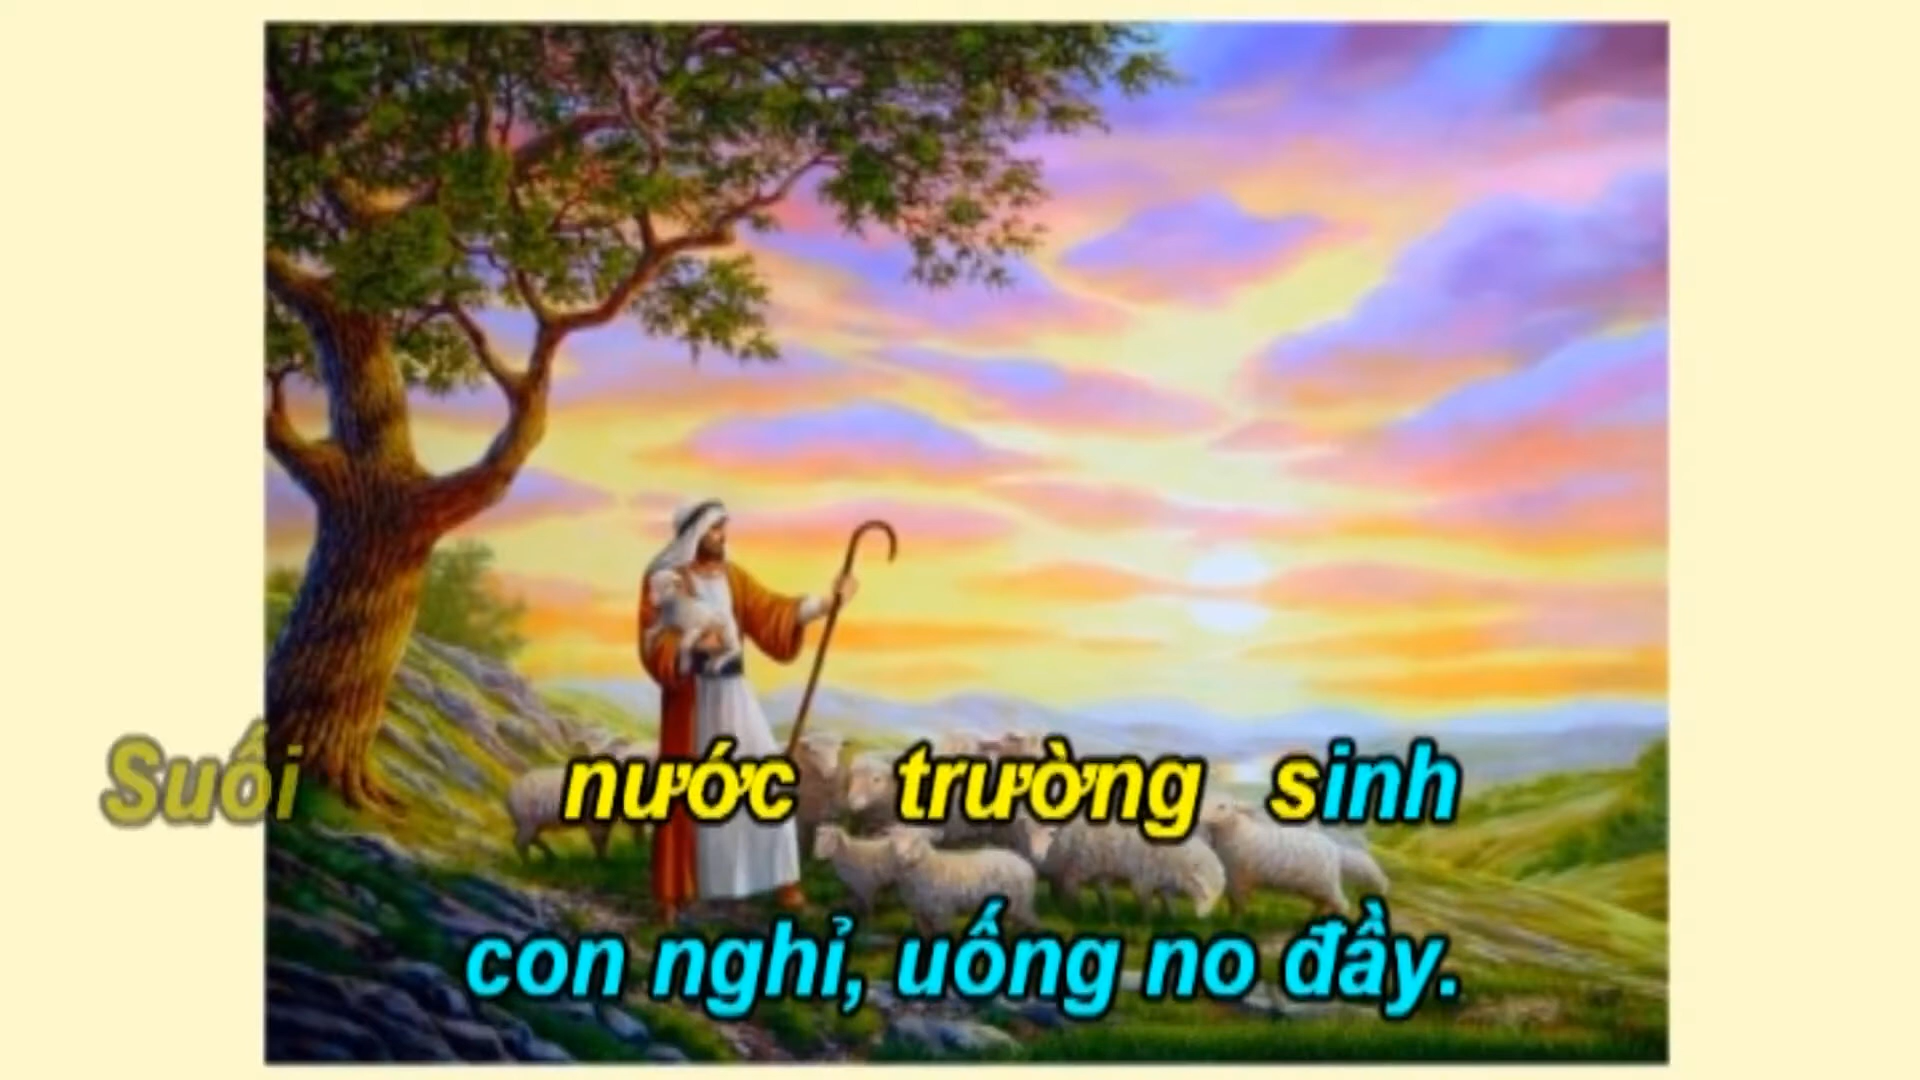 Suối nước trường sinh
con nghỉ, uống no đầy.